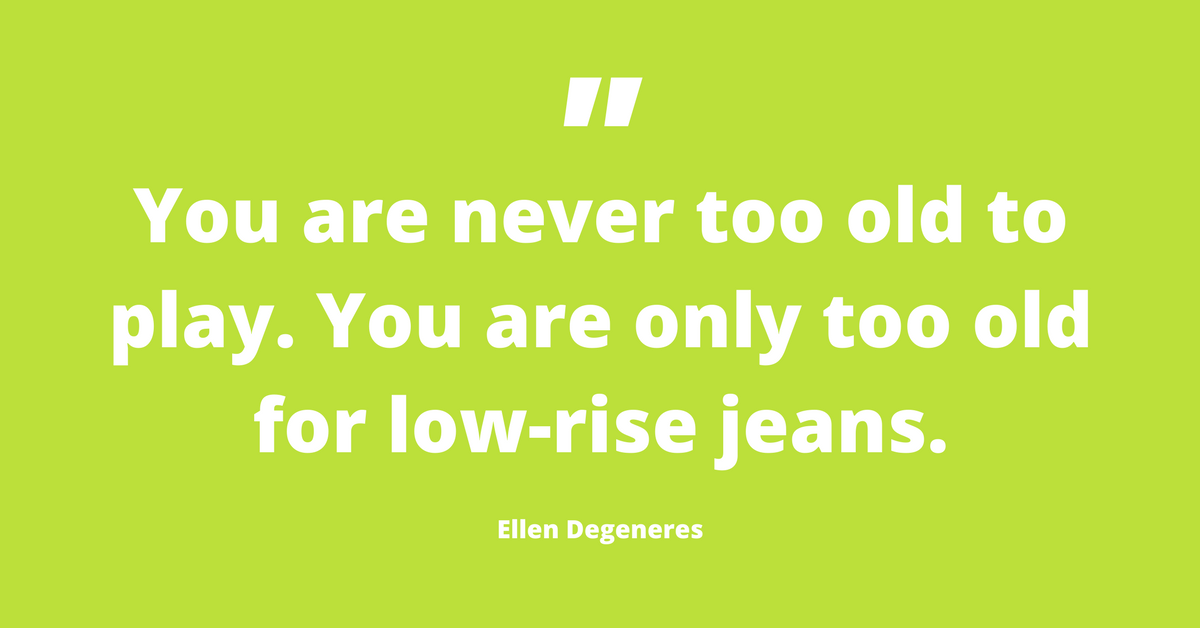 "
You are never too old to
play. You are only too old
for low-rise jeans.
Ellen Degeneres